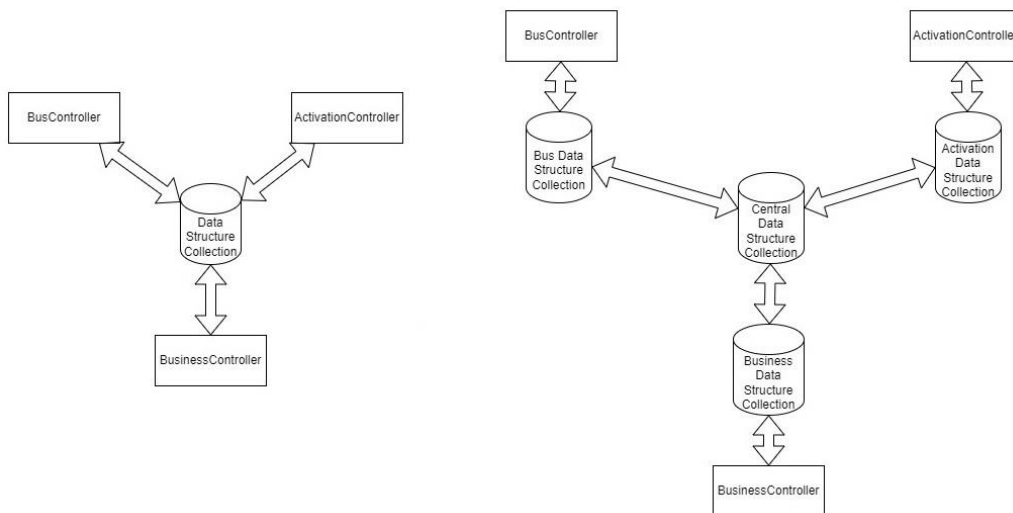 BusController
ActivationController
Data
Structure
Collection
BusinessController
BusController
ActivationController
Bus Data
Structure
Collection
Activation
Data
Structure
Collection
Central
Data
Structure
Collection
Business
Data
Structure
Collection
BusinessController